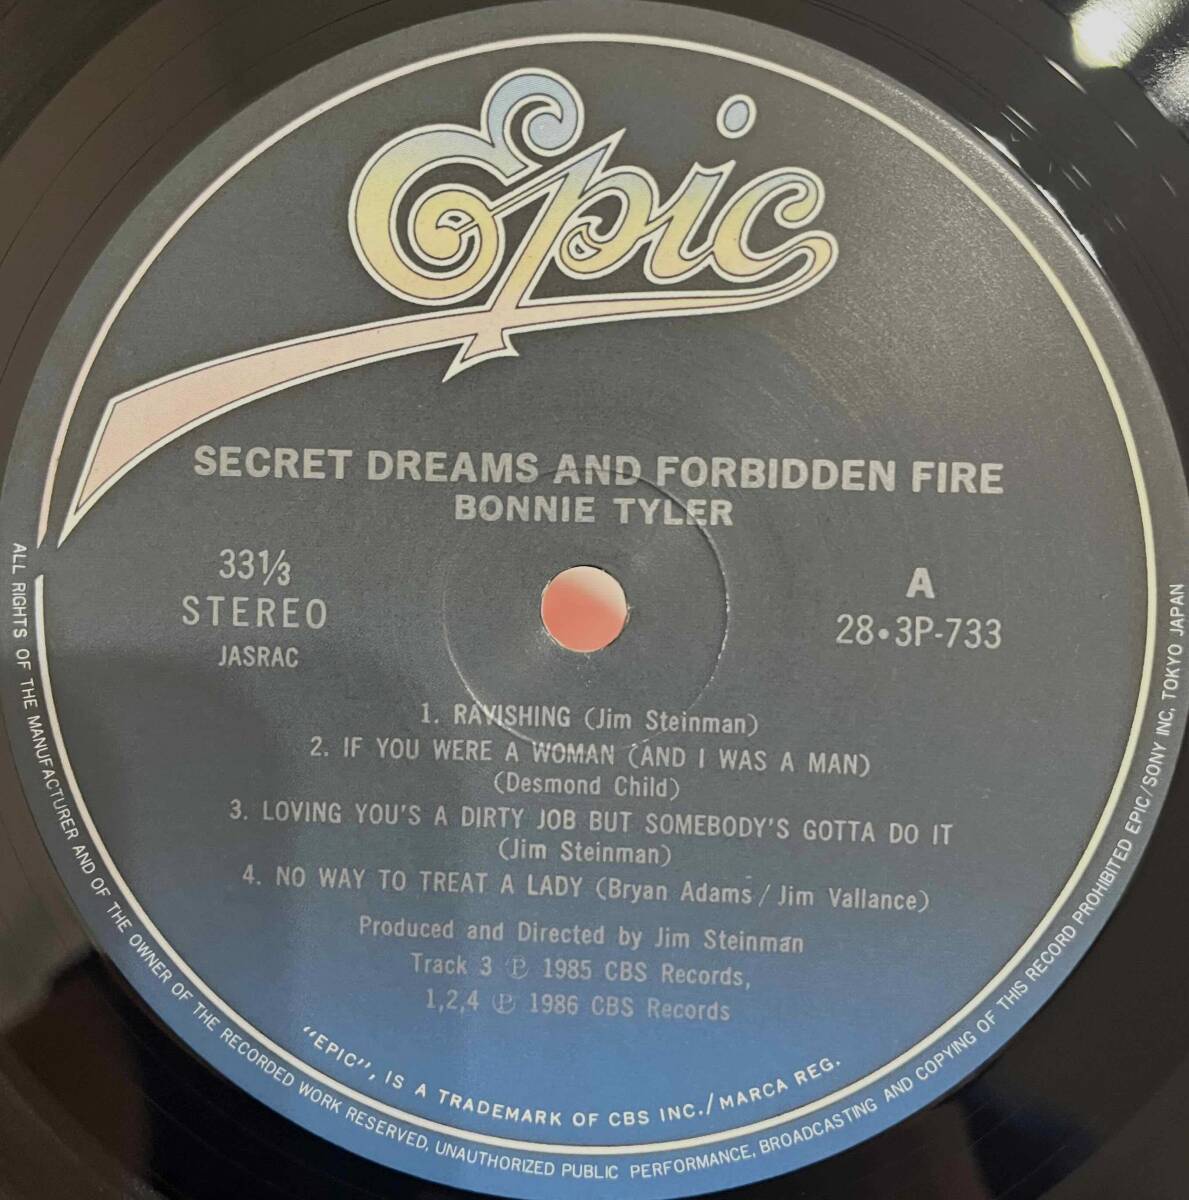 Epic
SECRET DREAMS AND FORBIDDEN FIRE
BONNIE TYLER
33⅓
STEREO
JASRAC
A
28・3P-733
1. RAVISHING (Jim Steinman)
2. IF YOU WERE A WOMAN (AND I WAS A MAN)
(Desmond Child)
3. LOVING YOU'S A DIRTY JOB BUT SOMEBODY'S GOTTA DO IT
(Jim Steinman)
4. NO WAY TO TREAT A LADY (Bryan Adams / Jim Vallance)
Produced and Directed by Jim Steinman
Track 3 ℗ 1985 CBS Records,
1,2,4 ℗ 1986 CBS Records
"EPIC", IS A TRADEMARK OF CBS INC./MARCA REG.
ALL RIGHTS OF THE MANUFACTURER AND OF THE OWNER OF THE RECORDED WORK RESERVED, UNAUTHORIZED PUBLIC PERFORMANCE, BROADCASTING AND COPYING OF THIS RECORD PROHIBITED EPIC/SONY INC, TOKYO JAPAN